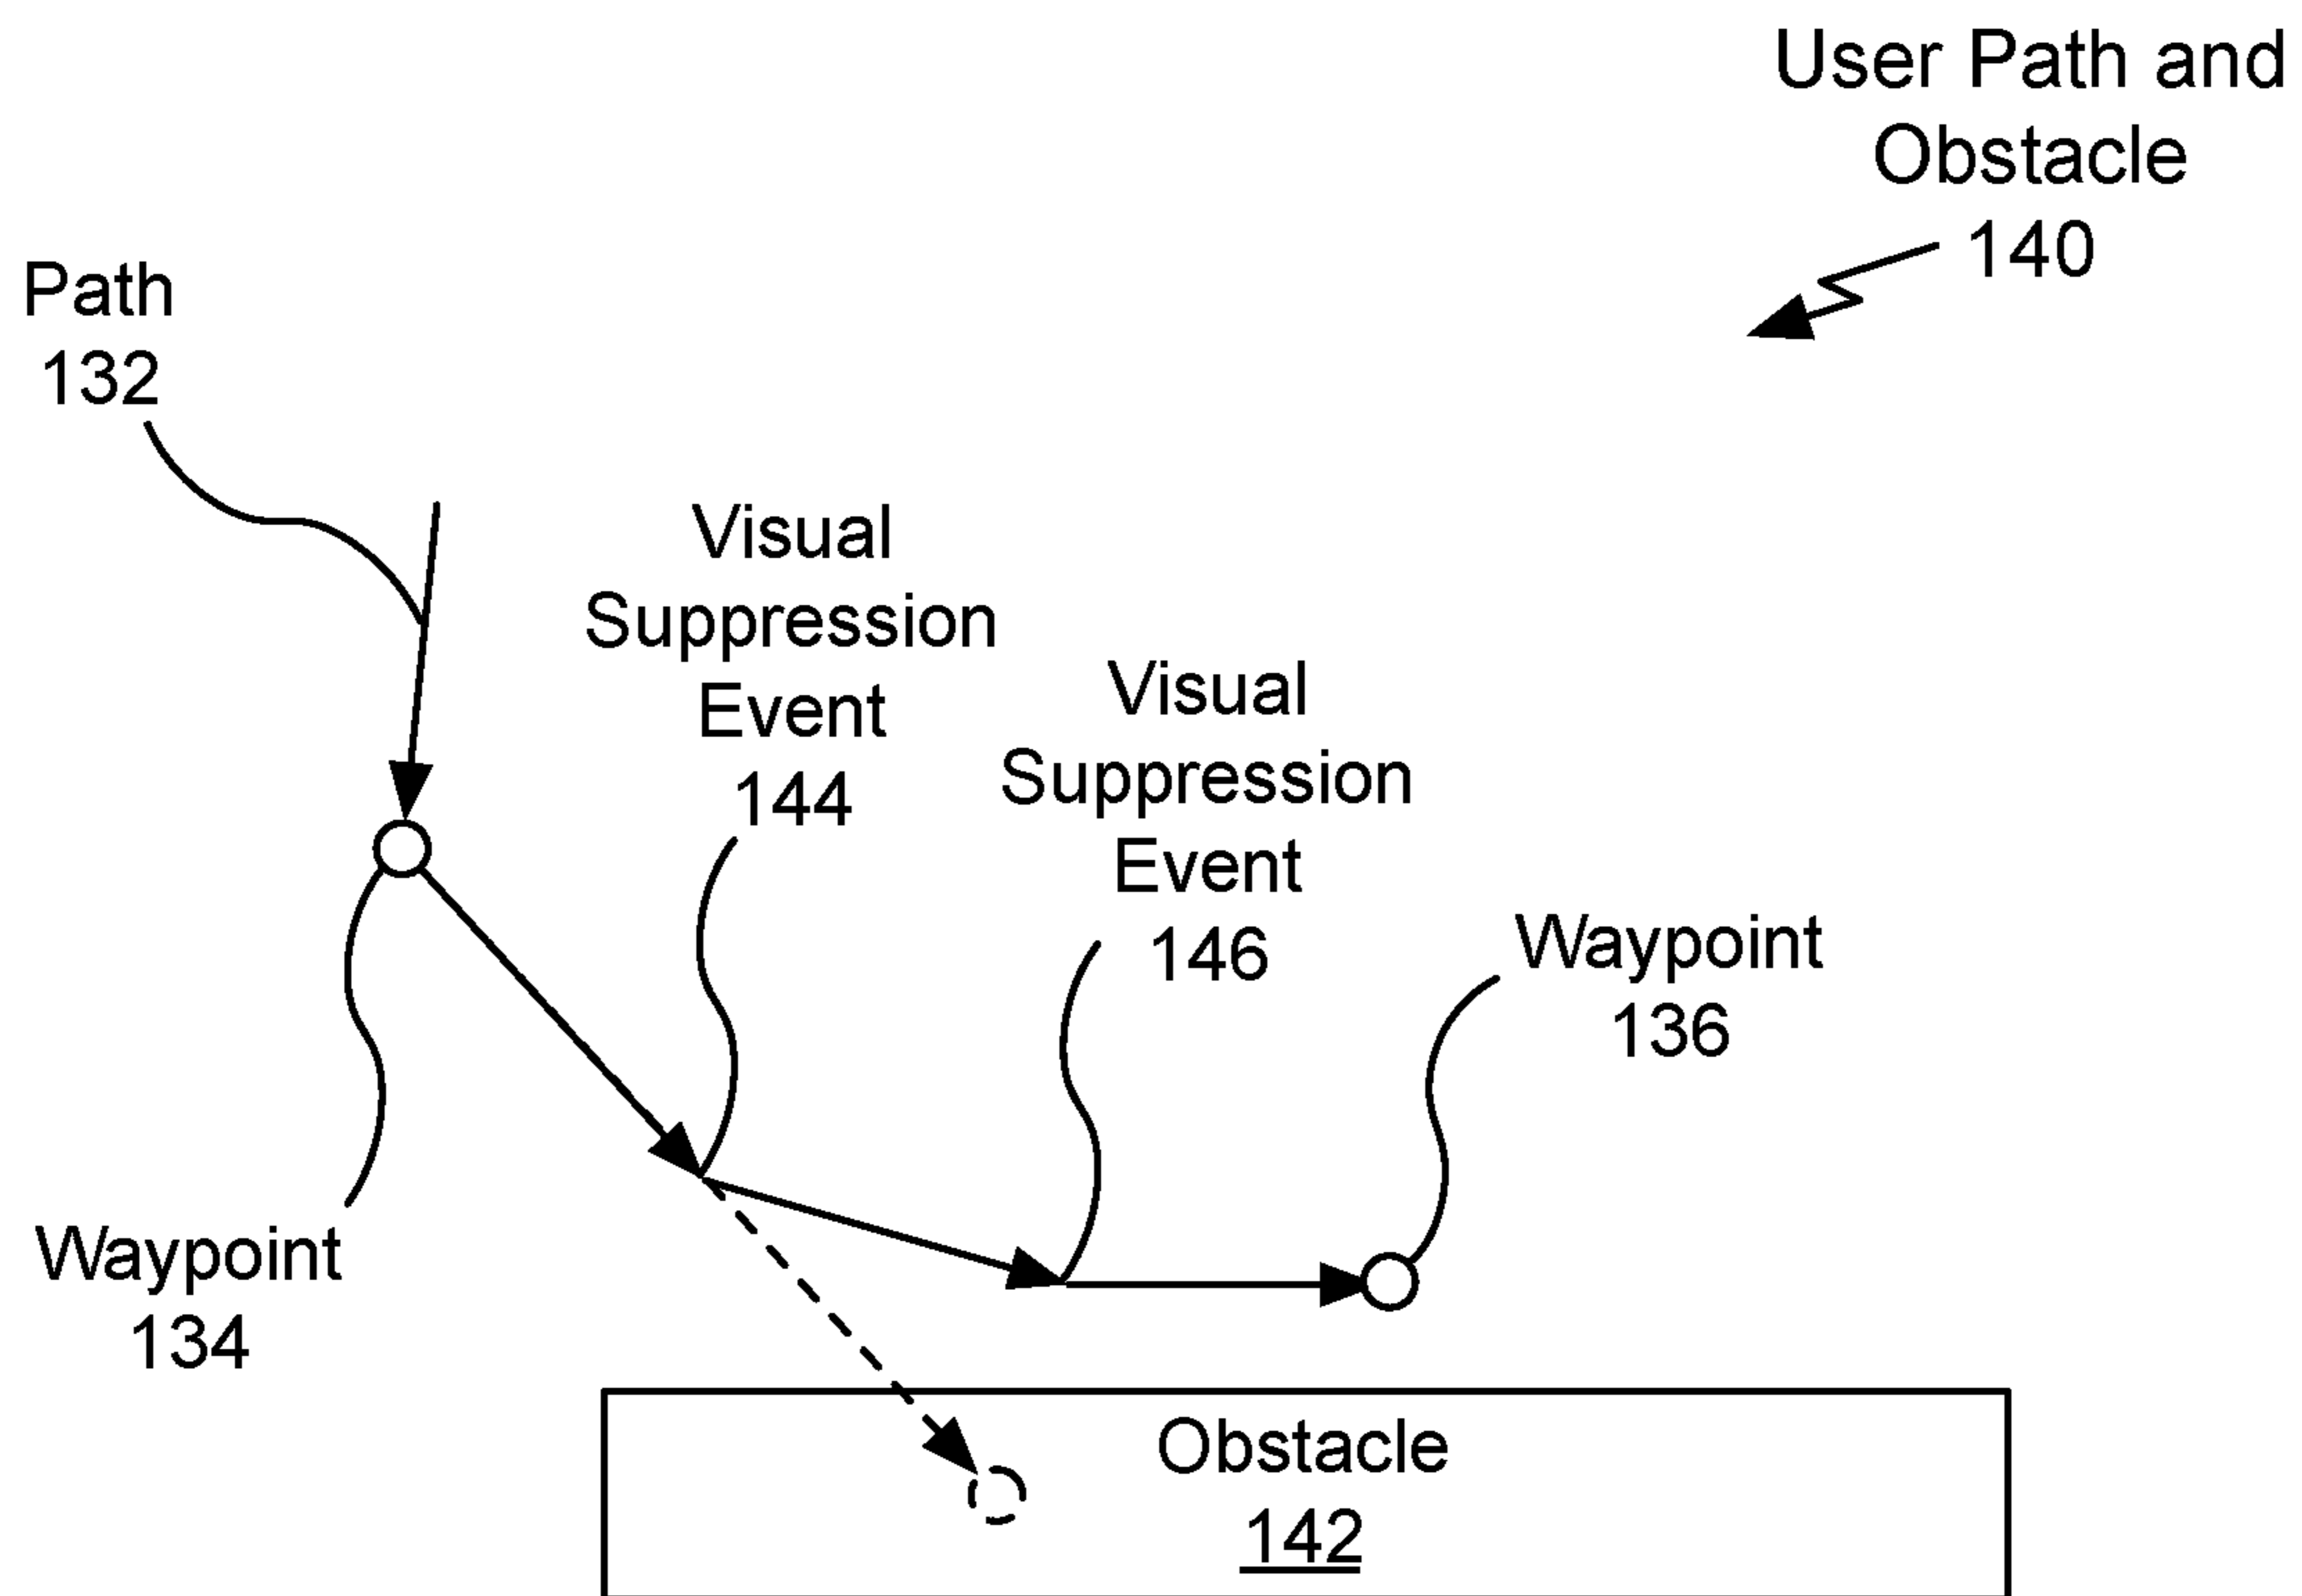 User Path and
Obstacle
140
Path
132
Visual
Suppression
Event
144
Visual
Suppression
Event
146
Waypoint
136
Waypoint
134
Obstacle
142